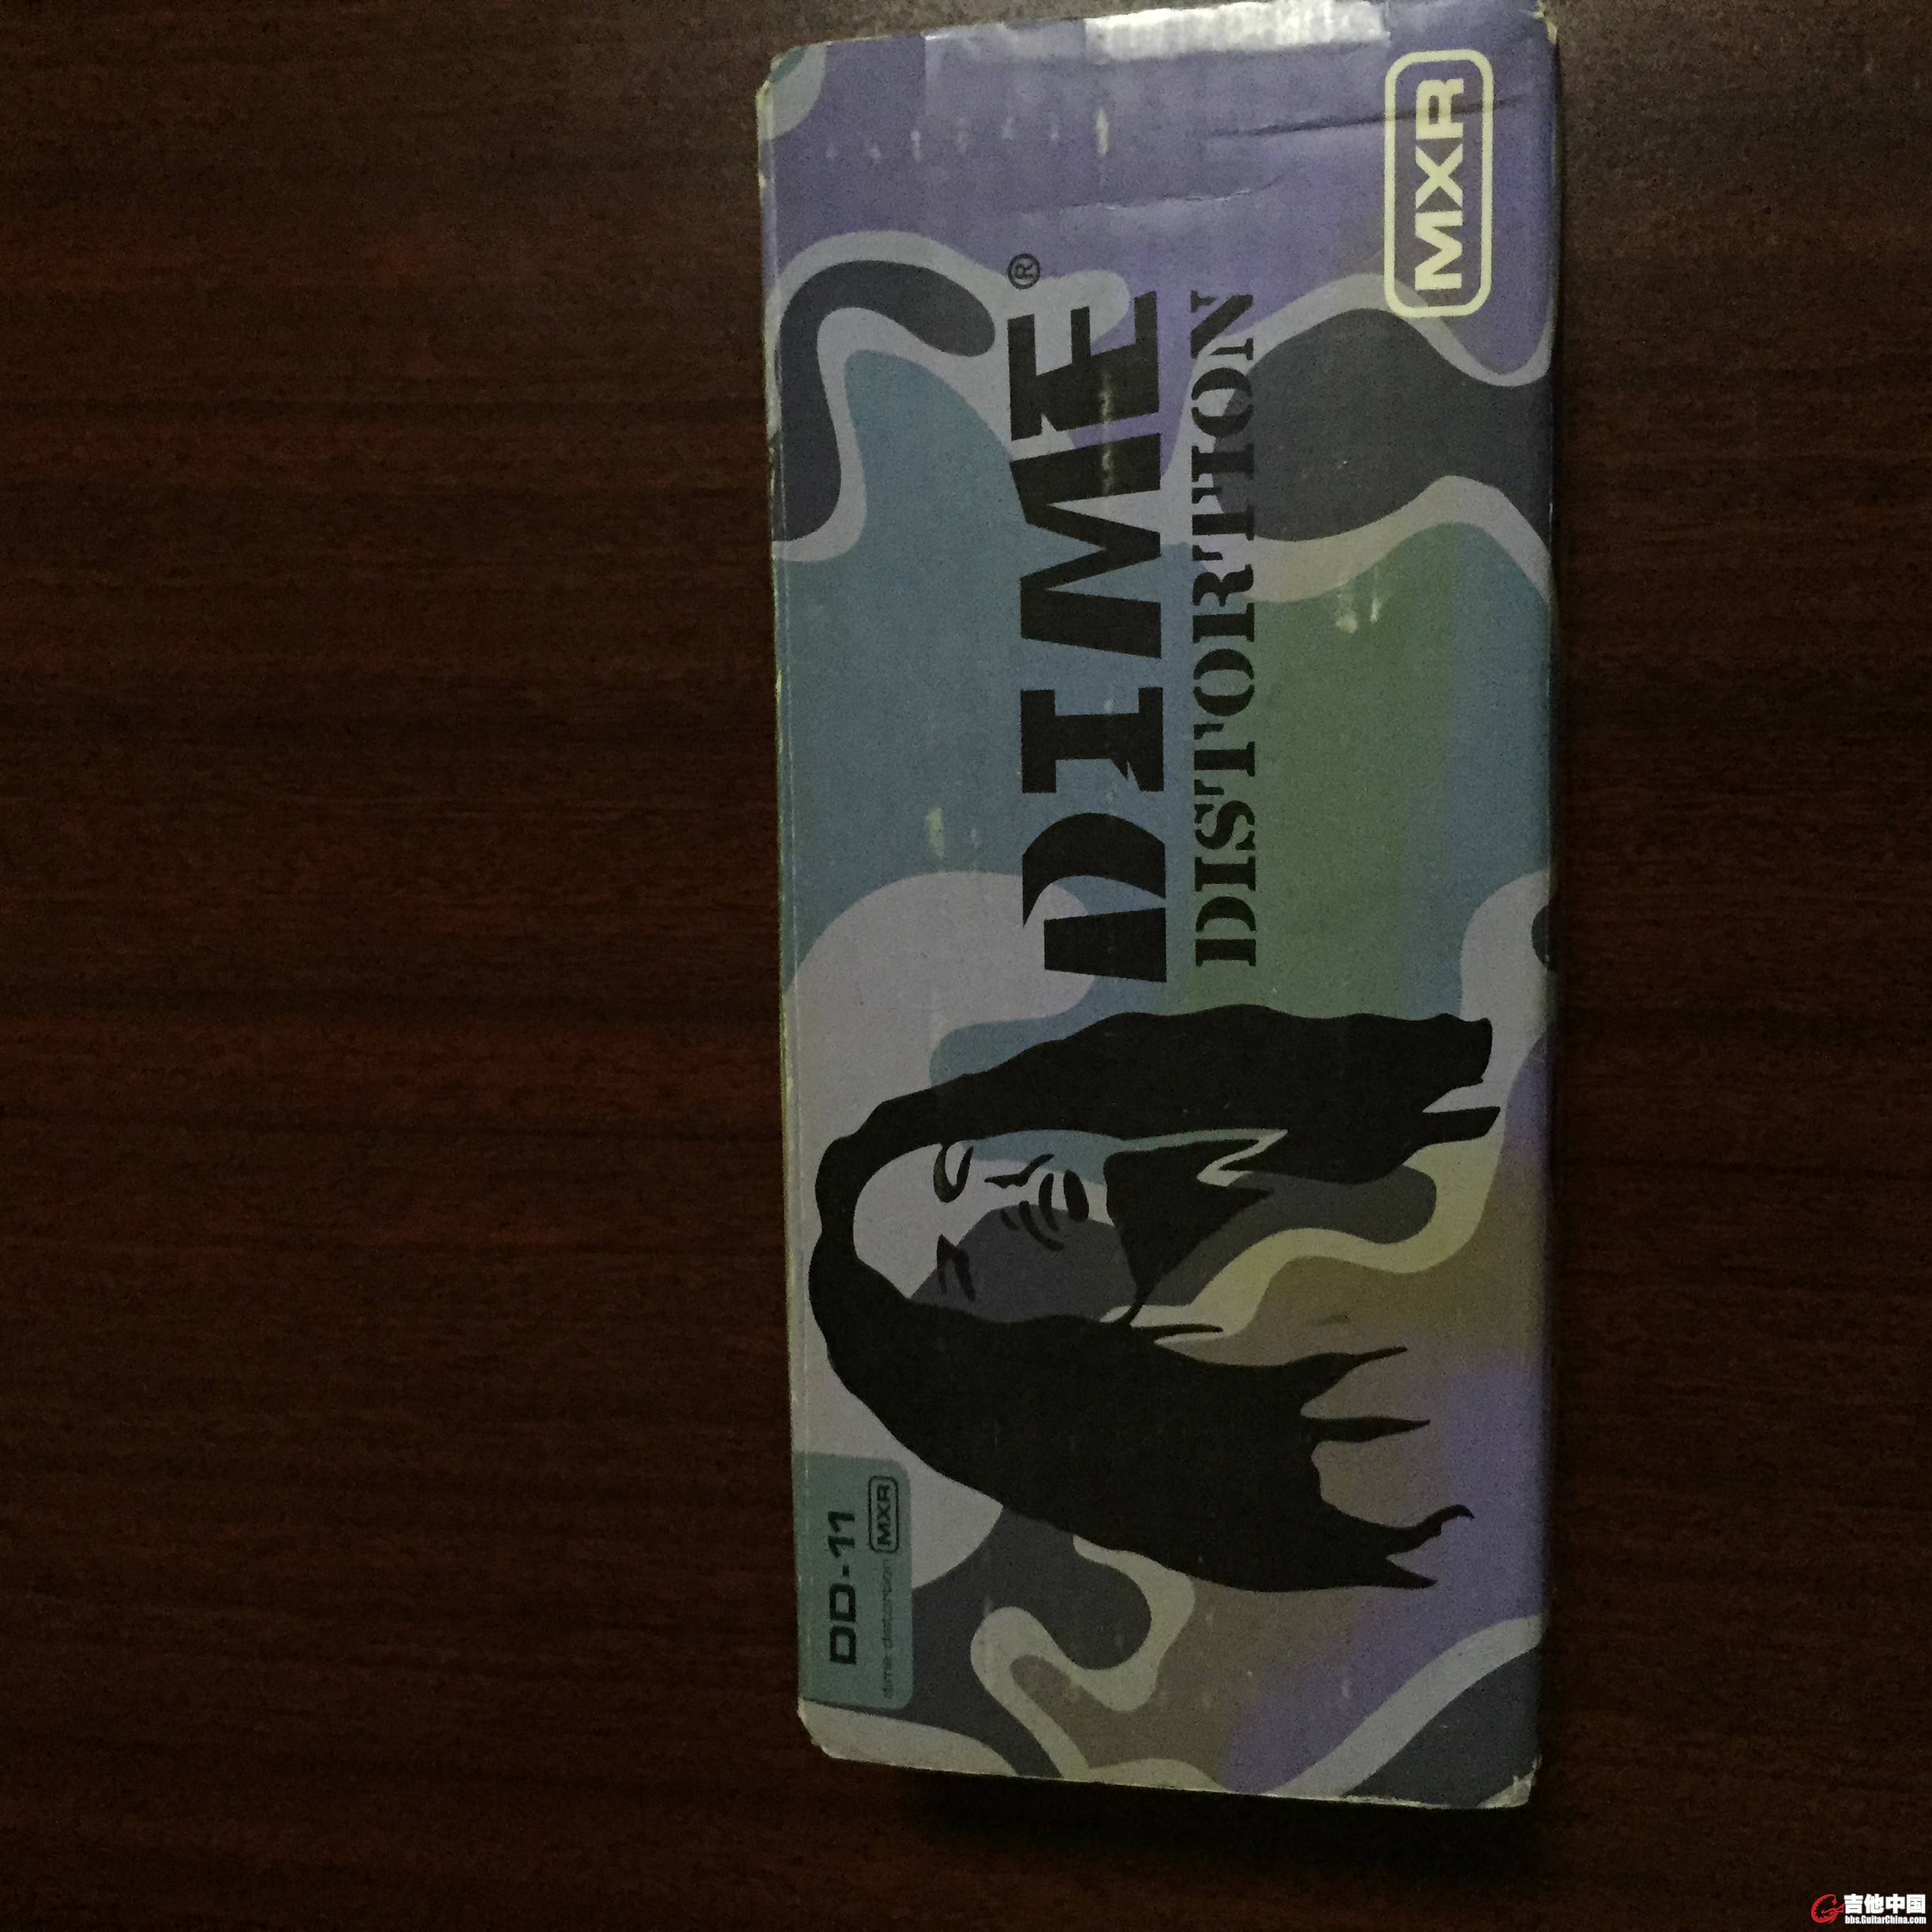 DD-11
dime distortion MXR
DIME®
DISTORTION
MXR
吉他中国
bbs.GuitarChina.com